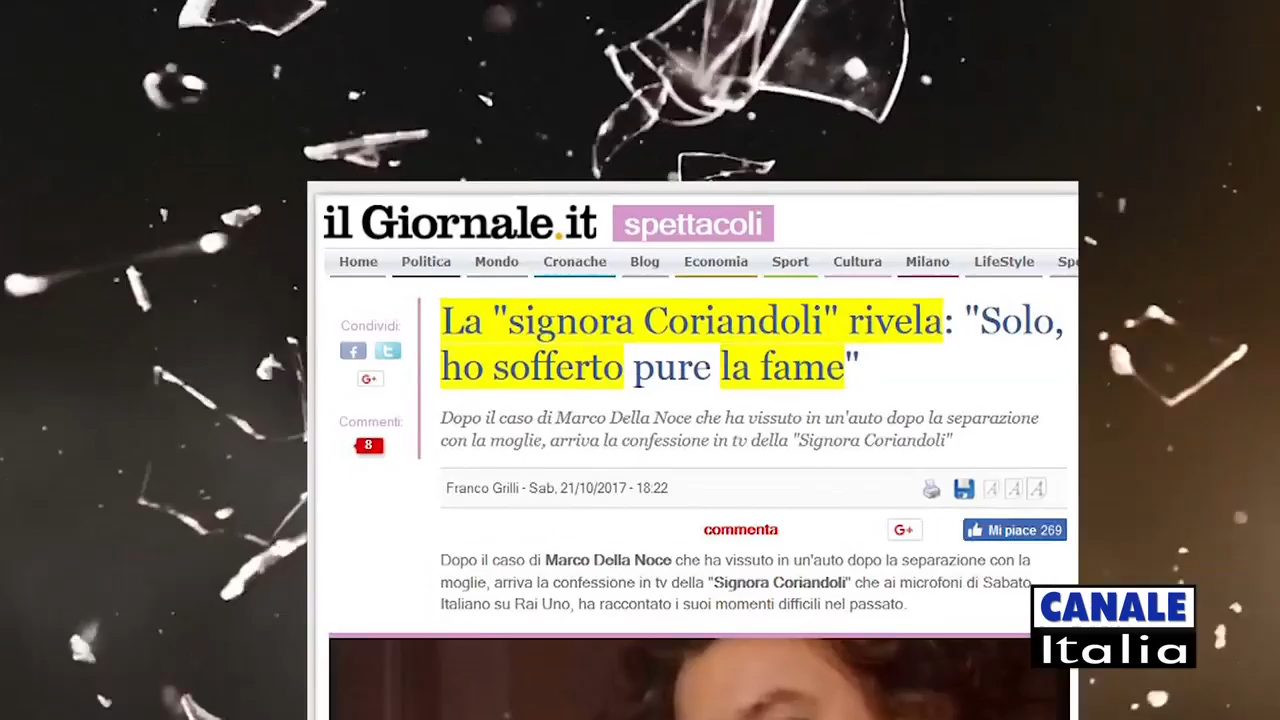 il Giornale.it spettacoli
Home Politica Mondo Cronache Blog Economia Sport Cultura Milano LifeStyle Spe
Condividi:
f t
G+
Commenti:
8
La "signora Coriandoli" rivela: "Solo,
ho sofferto pure la fame"
Dopo il caso di Marco Della Noce che ha vissuto in un'auto dopo la separazione
con la moglie, arriva la confessione in tv della "Signora Coriandoli"
Franco Grilli - Sab, 21/10/2017 - 18:22
A A A
commenta
G+
Mi piace 269
Dopo il caso di Marco Della Noce che ha vissuto in un'auto dopo la separazione con la
moglie, arriva la confessione in tv della "Signora Coriandoli" che ai microfoni di Sabato
Italiano su Rai Uno, ha raccontato i suoi momenti difficili nel passato.
CANALE
Italia